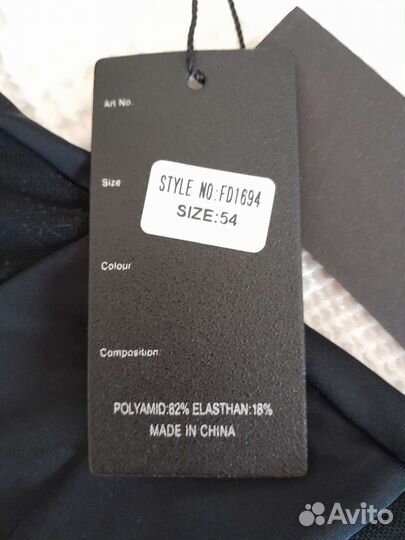 Art No.
Size
STYLE NO:FD1694
SIZE:54
Colour
Composition:
POLYAMID:82% ELASTHAN:18%
MADE IN CHINA
Avito